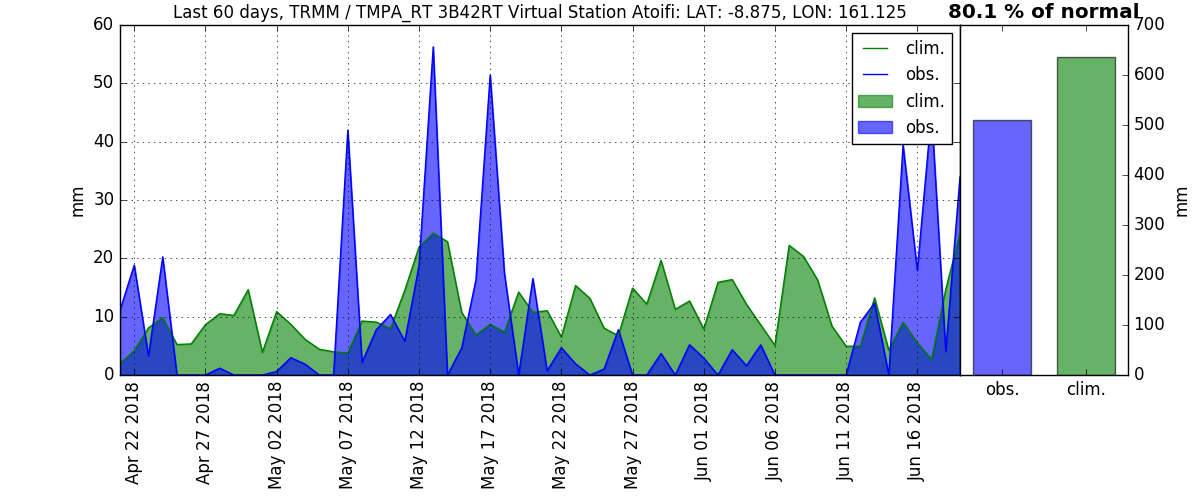 Last 60 days, TRMM / TMPA_RT 3B42RT Virtual Station Atoifi: LAT: -8.875, LON: 161.125
80.1 % of normal
60
50
40
30
20
10
0
mm
clim.
obs.
clim.
obs.
Apr 22 2018
Apr 27 2018
May 02 2018
May 07 2018
May 12 2018
May 17 2018
May 22 2018
May 27 2018
Jun 01 2018
Jun 06 2018
Jun 11 2018
Jun 16 2018
700
600
500
400
300
200
100
0
mm
obs.
clim.